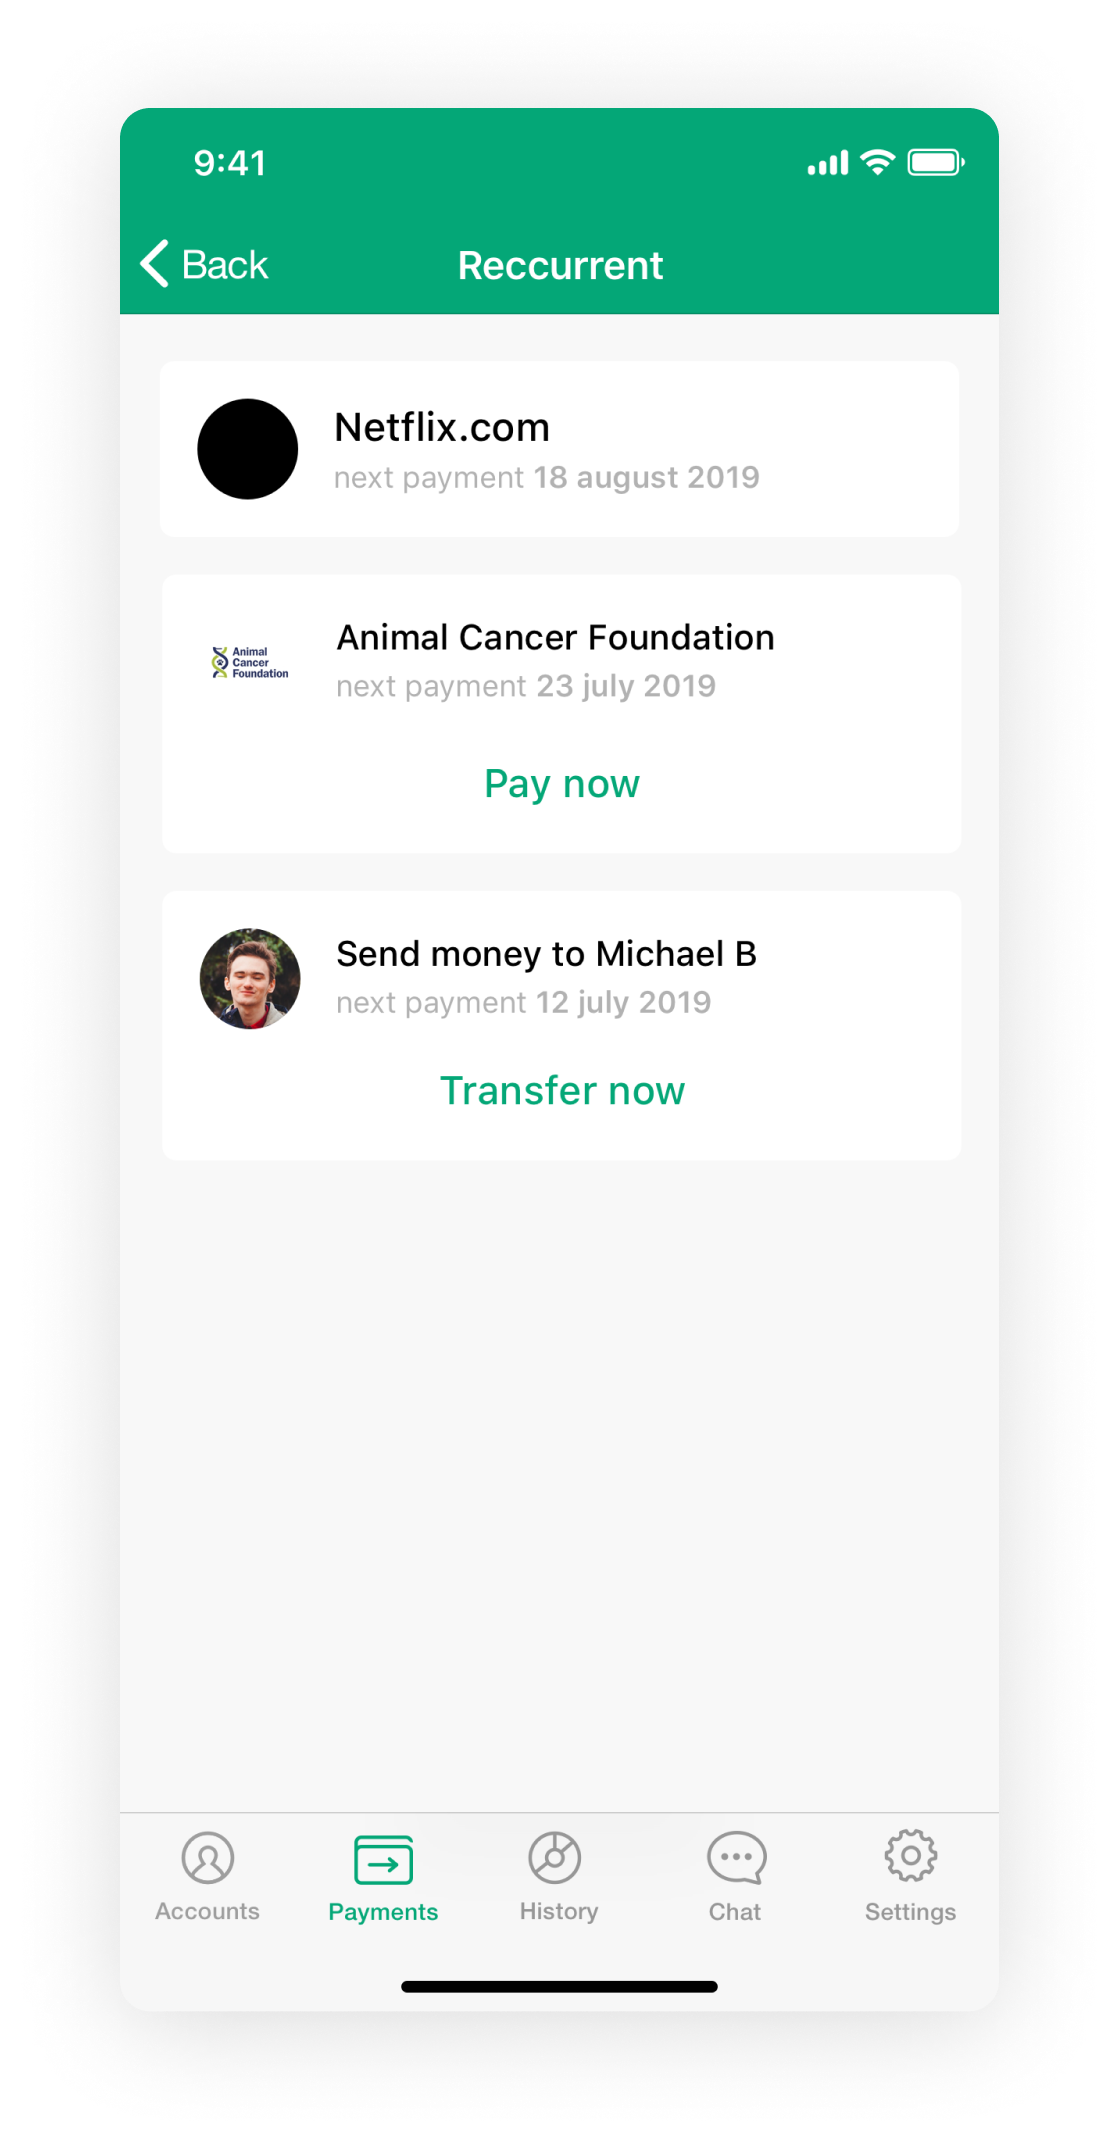 9:41
Back
Reccurrent
Netflix.com
next payment 18 august 2019
Animal
Cancer
Foundation
Animal Cancer Foundation
next payment 23 july 2019
Pay now
Send money to Michael B
next payment 12 july 2019
Transfer now
Accounts
Payments
History
Chat
Settings